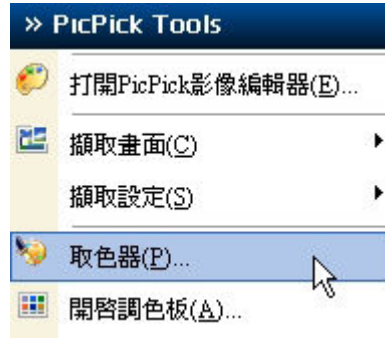 » PicPick Tools
打開PicPick影像編輯器(E)...
擷取畫面(C)
擷取設定(S)
取色器(P)...
開啓調色板(A)...